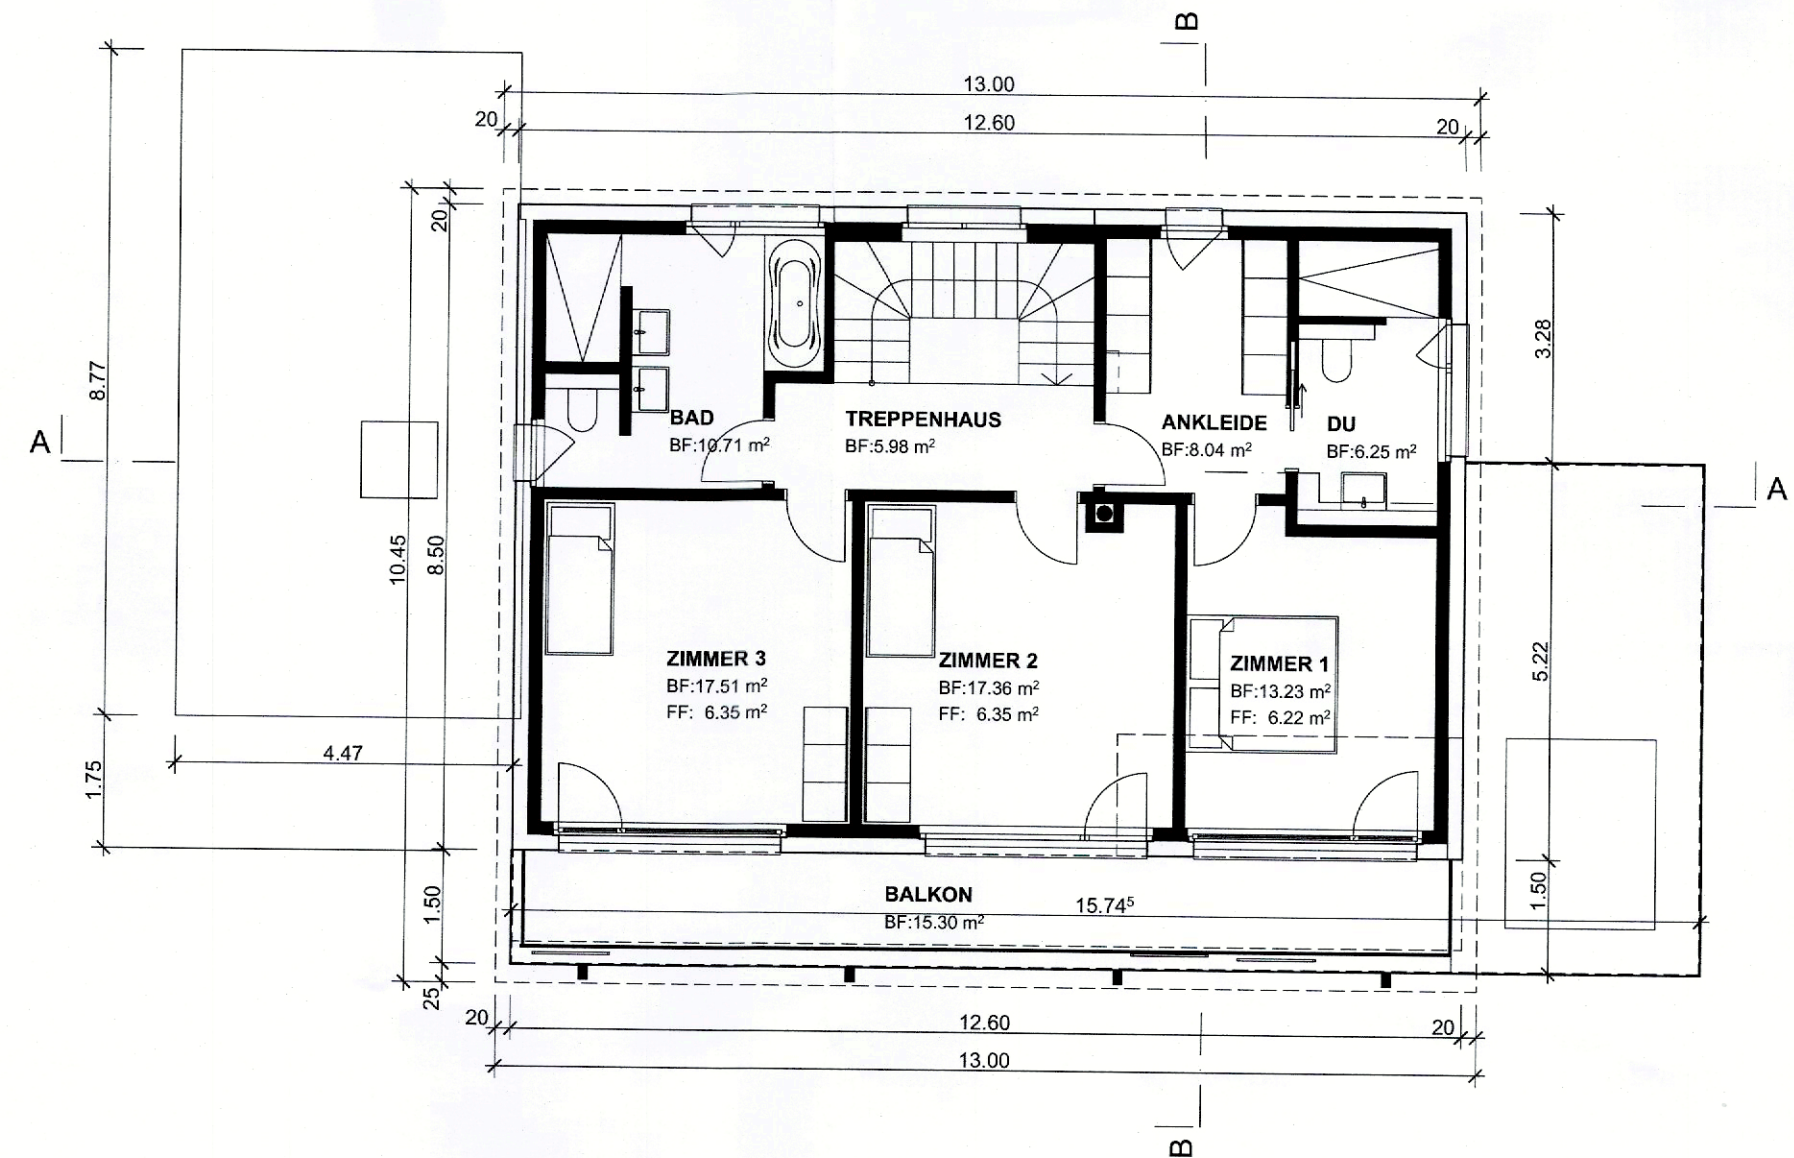 B
13.00
20
12.60
20
20
8.77
10.45
8.50
3.28
A
BAD
BF:10.71 m²
TREPPENHAUS
BF:5.98 m²
ANKLEIDE
BF:8.04 m²
DU
BF:6.25 m²
A
ZIMMER 3
BF:17.51 m²
FF: 6.35 m²
ZIMMER 2
BF:17.36 m²
FF: 6.35 m²
ZIMMER 1
BF:13.23 m²
FF: 6.22 m²
5.22
4.47
1.75
1.50
BALKON
BF:15.30 m²
15.74⁵
1.50
25
20
12.60
20
13.00
B